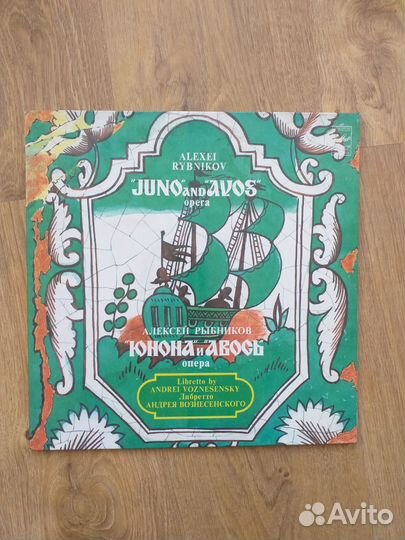 ALEXEI
RYBNIKOV
"JUNO" AND "AVOS"
opera
АЛЕКСЕЙ РЫБНИКОВ
"ЮНОНА" И "АВОСЬ"
опера
Libretto by
ANDREI VOZNESENSKY
Либретто
АНДРЕЯ ВОЗНЕСЕНСКОГО
Avito